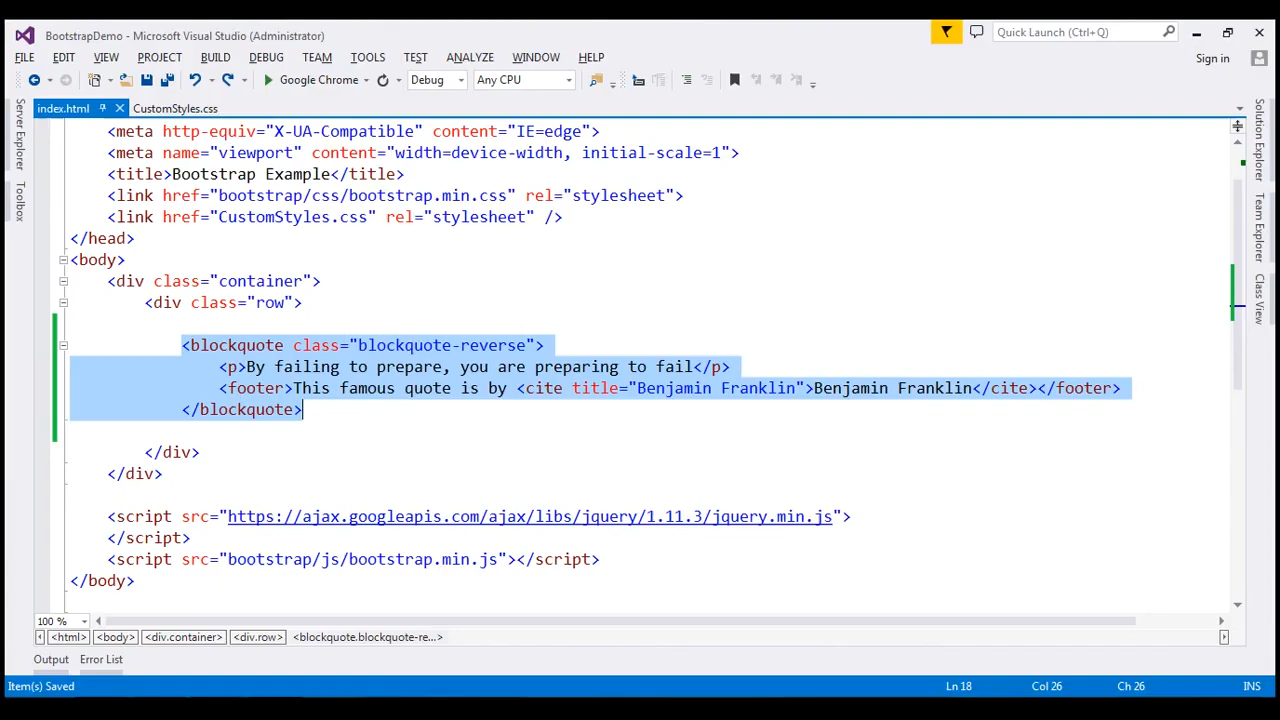 BootstrapDemo - Microsoft Visual Studio (Administrator)
Quick Launch (Ctrl+Q)
FILE EDIT VIEW PROJECT BUILD DEBUG TEAM TOOLS TEST ANALYZE WINDOW HELP
Sign in
Google Chrome Debug Any CPU
index.html CustomStyles.css
Server Explorer
Toolbox
Solution Explorer
Team Explorer
Class View
<meta http-equiv="X-UA-Compatible" content="IE=edge">
<meta name="viewport" content="width=device-width, initial-scale=1">
<title>Bootstrap Example</title>
<link href="bootstrap/css/bootstrap.min.css" rel="stylesheet">
<link href="CustomStyles.css" rel="stylesheet" />
</head>
<body>
<div class="container">
<div class="row">
<blockquote class="blockquote-reverse">
<p>By failing to prepare, you are preparing to fail</p>
<footer>This famous quote is by <cite title="Benjamin Franklin">Benjamin Franklin</cite></footer>
</blockquote>
</div>
</div>
<script src="https://ajax.googleapis.com/ajax/libs/jquery/1.11.3/jquery.min.js">
</script>
<script src="bootstrap/js/bootstrap.min.js"></script>
</body>
100 %
<html> <body> <div.container> <div.row> <blockquote.blockquote-re...>
Output Error List
Item(s) Saved Ln 18 Col 26 Ch 26 INS